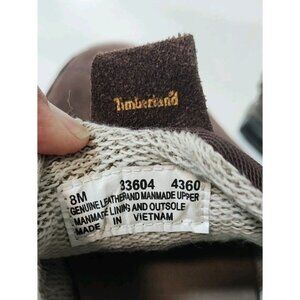 Timberland
8M 33604 4360
GENUINE LEATHER AND MANMADE UPPER
MANMADE LINING AND OUTSOLE
MADE IN VIETNAM